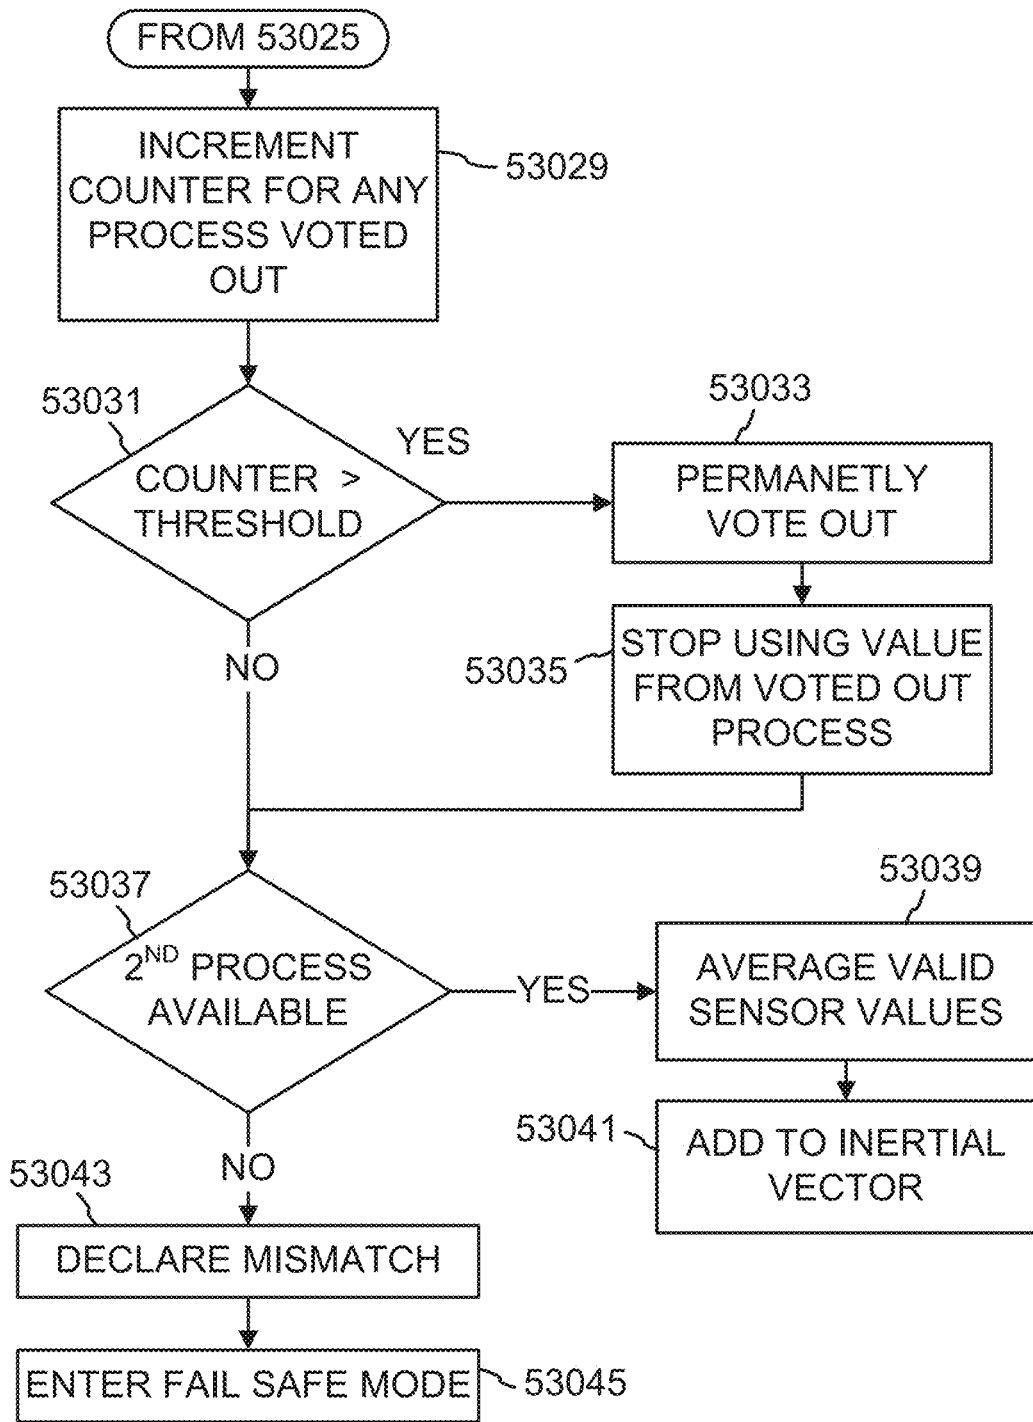 FROM 53025
INCREMENT
COUNTER FOR ANY
PROCESS VOTED
OUT
53029
53031
COUNTER >
THRESHOLD
YES
NO
53033
PERMANETLY
VOTE OUT
53035
STOP USING VALUE
FROM VOTED OUT
PROCESS
53037
2ND PROCESS
AVAILABLE
YES
53039
AVERAGE VALID
SENSOR VALUES
53041
ADD TO INERTIAL
VECTOR
NO
53043
DECLARE MISMATCH
ENTER FAIL SAFE MODE
53045